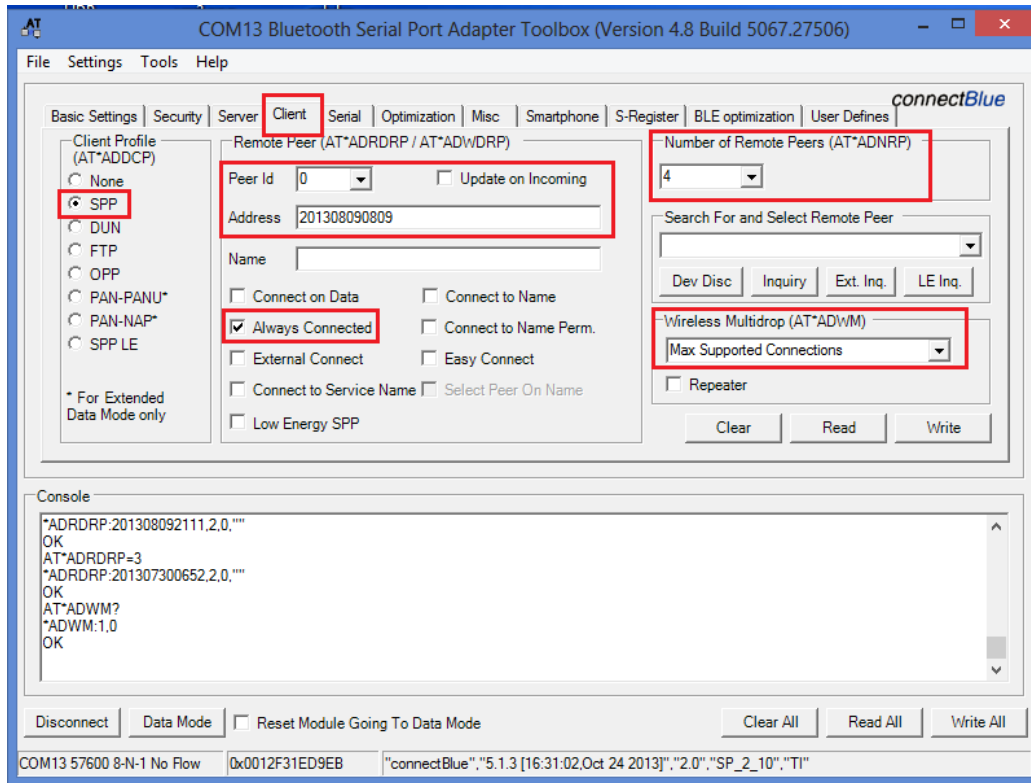 COM13 Bluetooth Serial Port Adapter Toolbox (Version 4.8 Build 5067.27506)
File Settings Tools Help
connectBlue
Basic Settings Security Server Client Serial Optimization Misc Smartphone S-Register BLE optimization User Defines
Client Profile
(AT*ADDCP)
None
SPP
DUN
FTP
OPP
PAN-PANU*
PAN-NAP*
SPP LE
* For Extended
Data Mode only
Remote Peer (AT*ADRDRP / AT*ADWDRP)
Peer Id 0 Update on Incoming
Address 201308090809
Name
Connect on Data Connect to Name
Always Connected Connect to Name Perm.
External Connect Easy Connect
Connect to Service Name Select Peer On Name
Low Energy SPP
Number of Remote Peers (AT*ADNRP)
4
Search For and Select Remote Peer
Dev Disc Inquiry Ext. Inq. LE Inq.
Wireless Multidrop (AT*ADWM)
Max Supported Connections
Repeater
Clear Read Write
Console
*ADRDRP:201308092111,2,0,""
OK
AT*ADRDRP=3
*ADRDRP:201307300652,2,0,""
OK
AT*ADWM?
*ADWM:1,0
OK
Disconnect Data Mode Reset Module Going To Data Mode Clear All Read All Write All
COM13 57600 8-N-1 No Flow 0x0012F31ED9EB "connectBlue","5.1.3 [16:31:02,Oct 24 2013]","2.0","SP_2_10","TI"